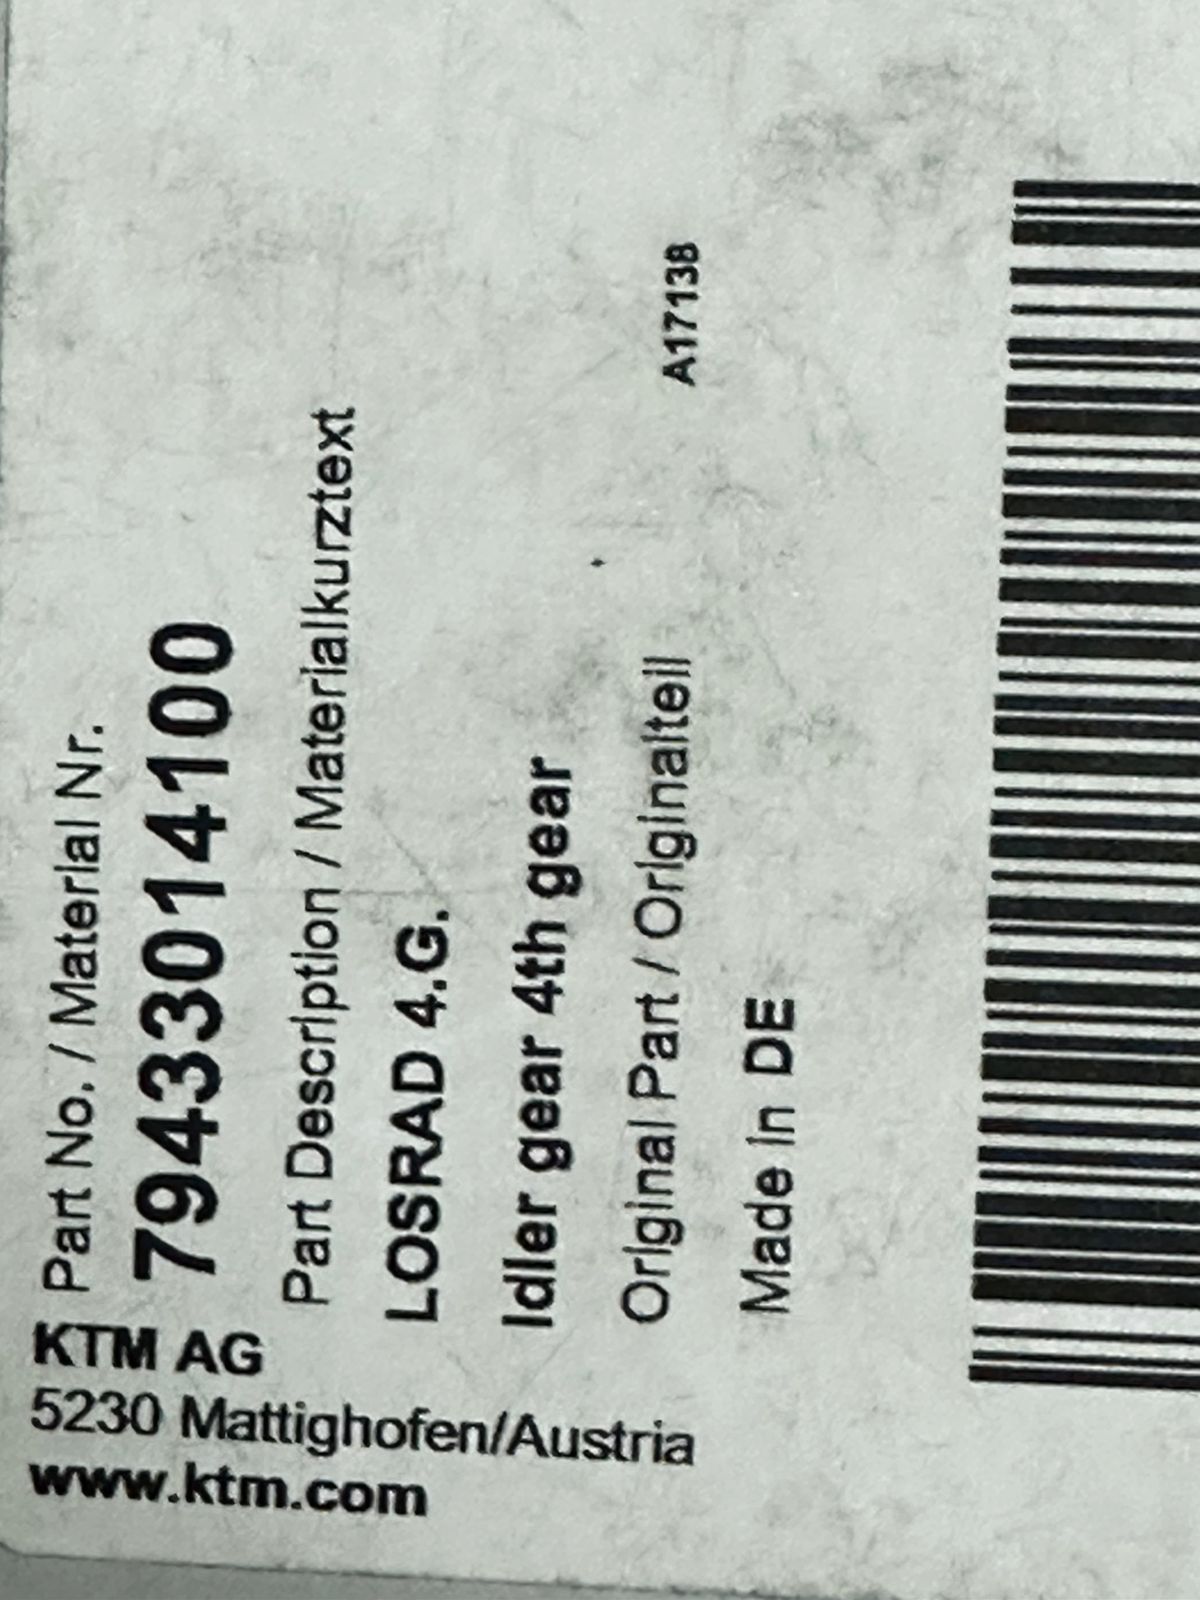 KTM AG
5230 Mattighofen/Austria
www.ktm.com
Part No. / Material Nr.
79433014100
Part Description / Materialkurztext
LOSRAD 4.G.
Idler gear 4th gear
Original Part / Originalteil
A17138
Made in DE